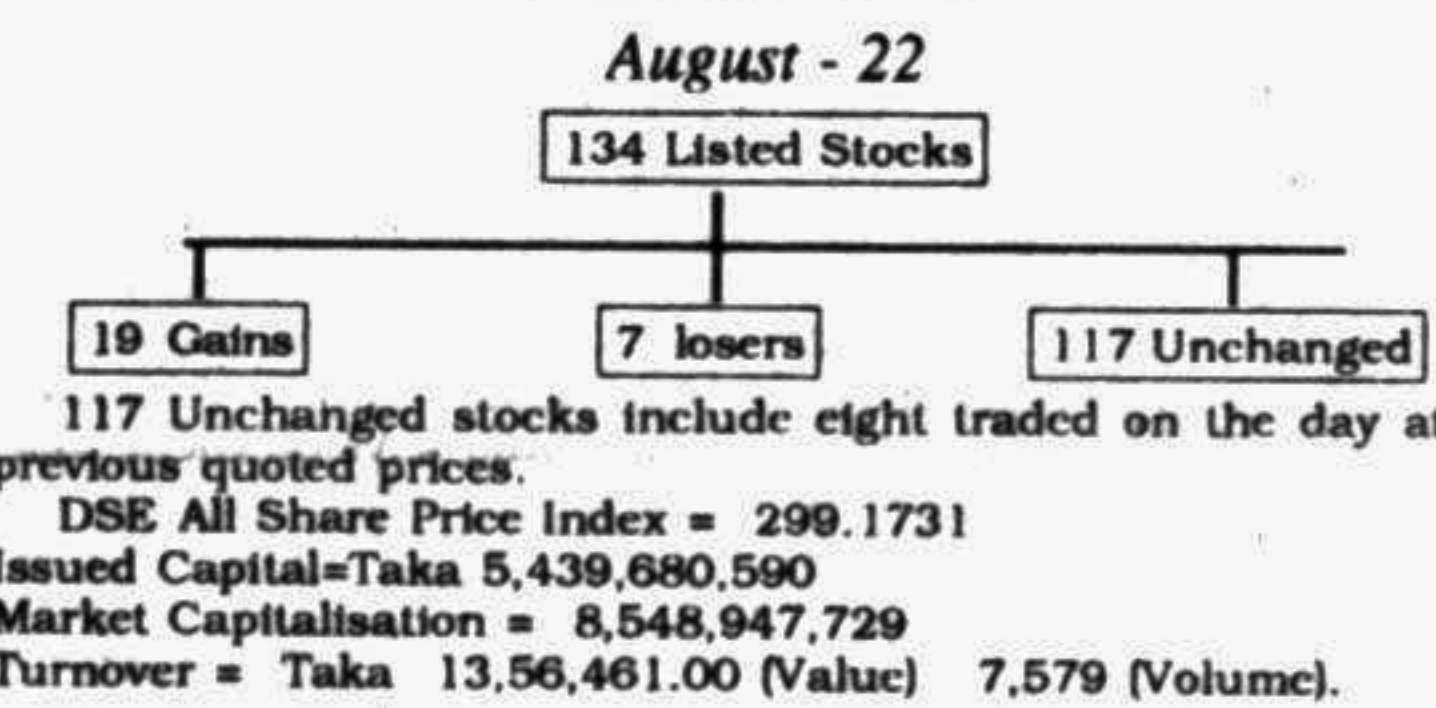 August - 22
134 Listed Stocks
19 Gains
7 losers
117 Unchanged
117 Unchanged stocks include eight traded on the day at
previous quoted prices.
DSE All Share Price Index = 299.1731
Issued Capital=Taka 5,439,680,590
Market Capitalisation = 8,548,947,729
Turnover = Taka 13,56,461.00 (Value) 7,579 (Volume).